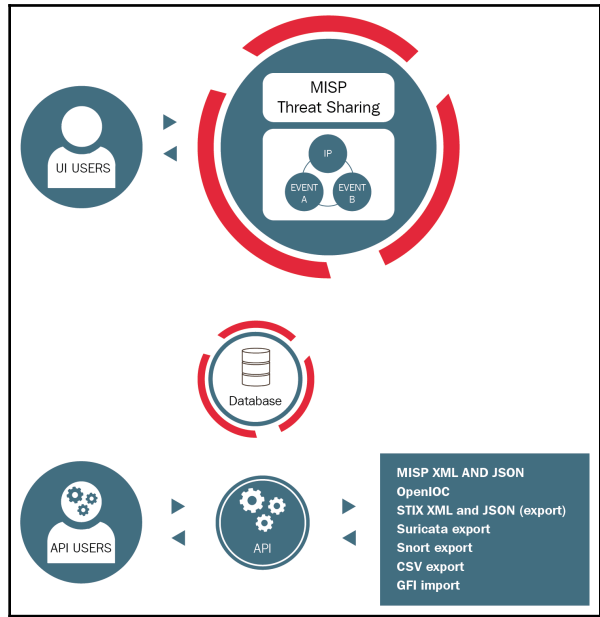 MISP
Threat Sharing
IP
UI USERS
EVENT
A
EVENT
B
Database
MISP XML AND JSON
OpenIOC
STIX XML and JSON (export)
Suricata export
Snort export
CSV export
GFI import
API USERS
API